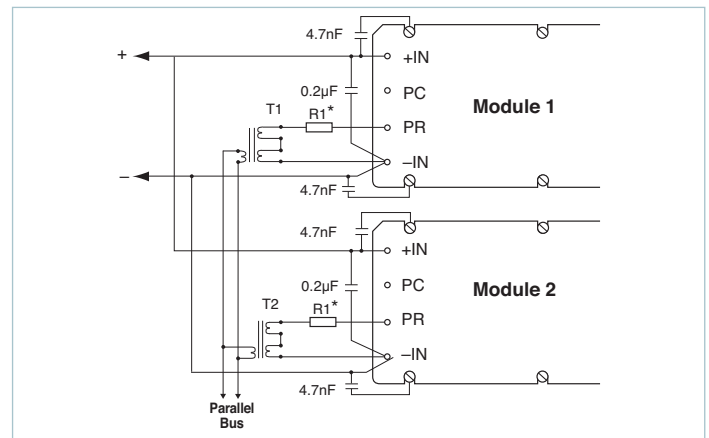 4.7nF
+
+IN
0.2µF
PC
Module 1
T1
R1*
PR
–IN
–
4.7nF
4.7nF
+IN
0.2µF
PC
Module 2
T2
R1*
PR
–IN
4.7nF
Parallel
Bus